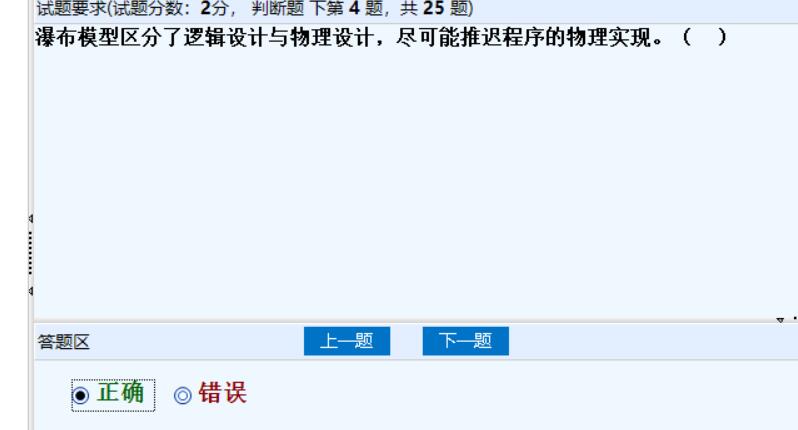 试题要求(试题分数：2分， 判断题 下第 4 题，共 25 题)
瀑布模型区分了逻辑设计与物理设计，尽可能推迟程序的物理实现。（ ）
答题区
上一题
下一题
正确
错误